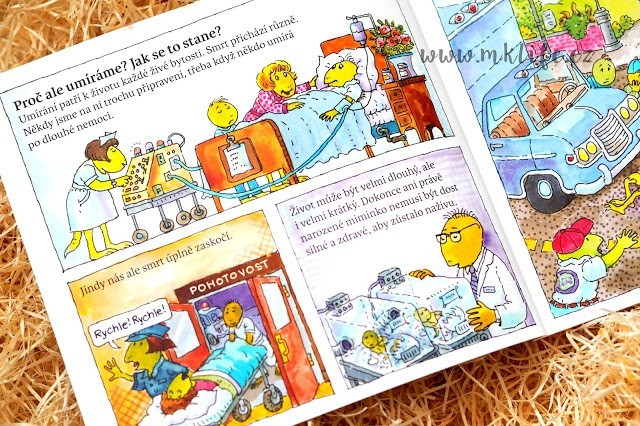 Proč ale umíráme? Jak se to stane?
Umírání patří k životu každé živé bytosti. Smrt přichází různě.
Někdy jsme na ni trochu připravení, třeba když někdo umírá
po dlouhé nemoci.
www.mklub.cz
Jindy nás ale smrt úplně zaskočí.
POHOTOVOST
Rychle! Rychle!
Život může být velmi dlouhý, ale
i velmi krátký. Dokonce ani právě
narozené miminko nemusí být dost
silné a zdravé, aby zůstalo naživu.